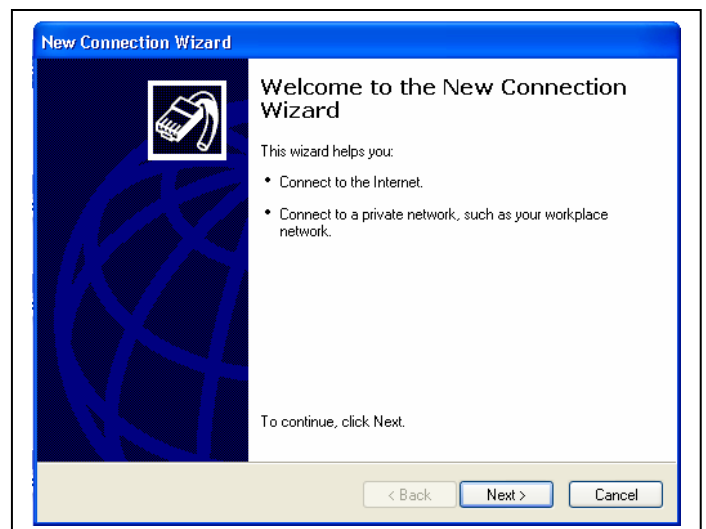 New Connection Wizard
Welcome to the New Connection
Wizard
This wizard helps you:
• Connect to the Internet.
• Connect to a private network, such as your workplace
network.
To continue, click Next.
< Back
Next >
Cancel